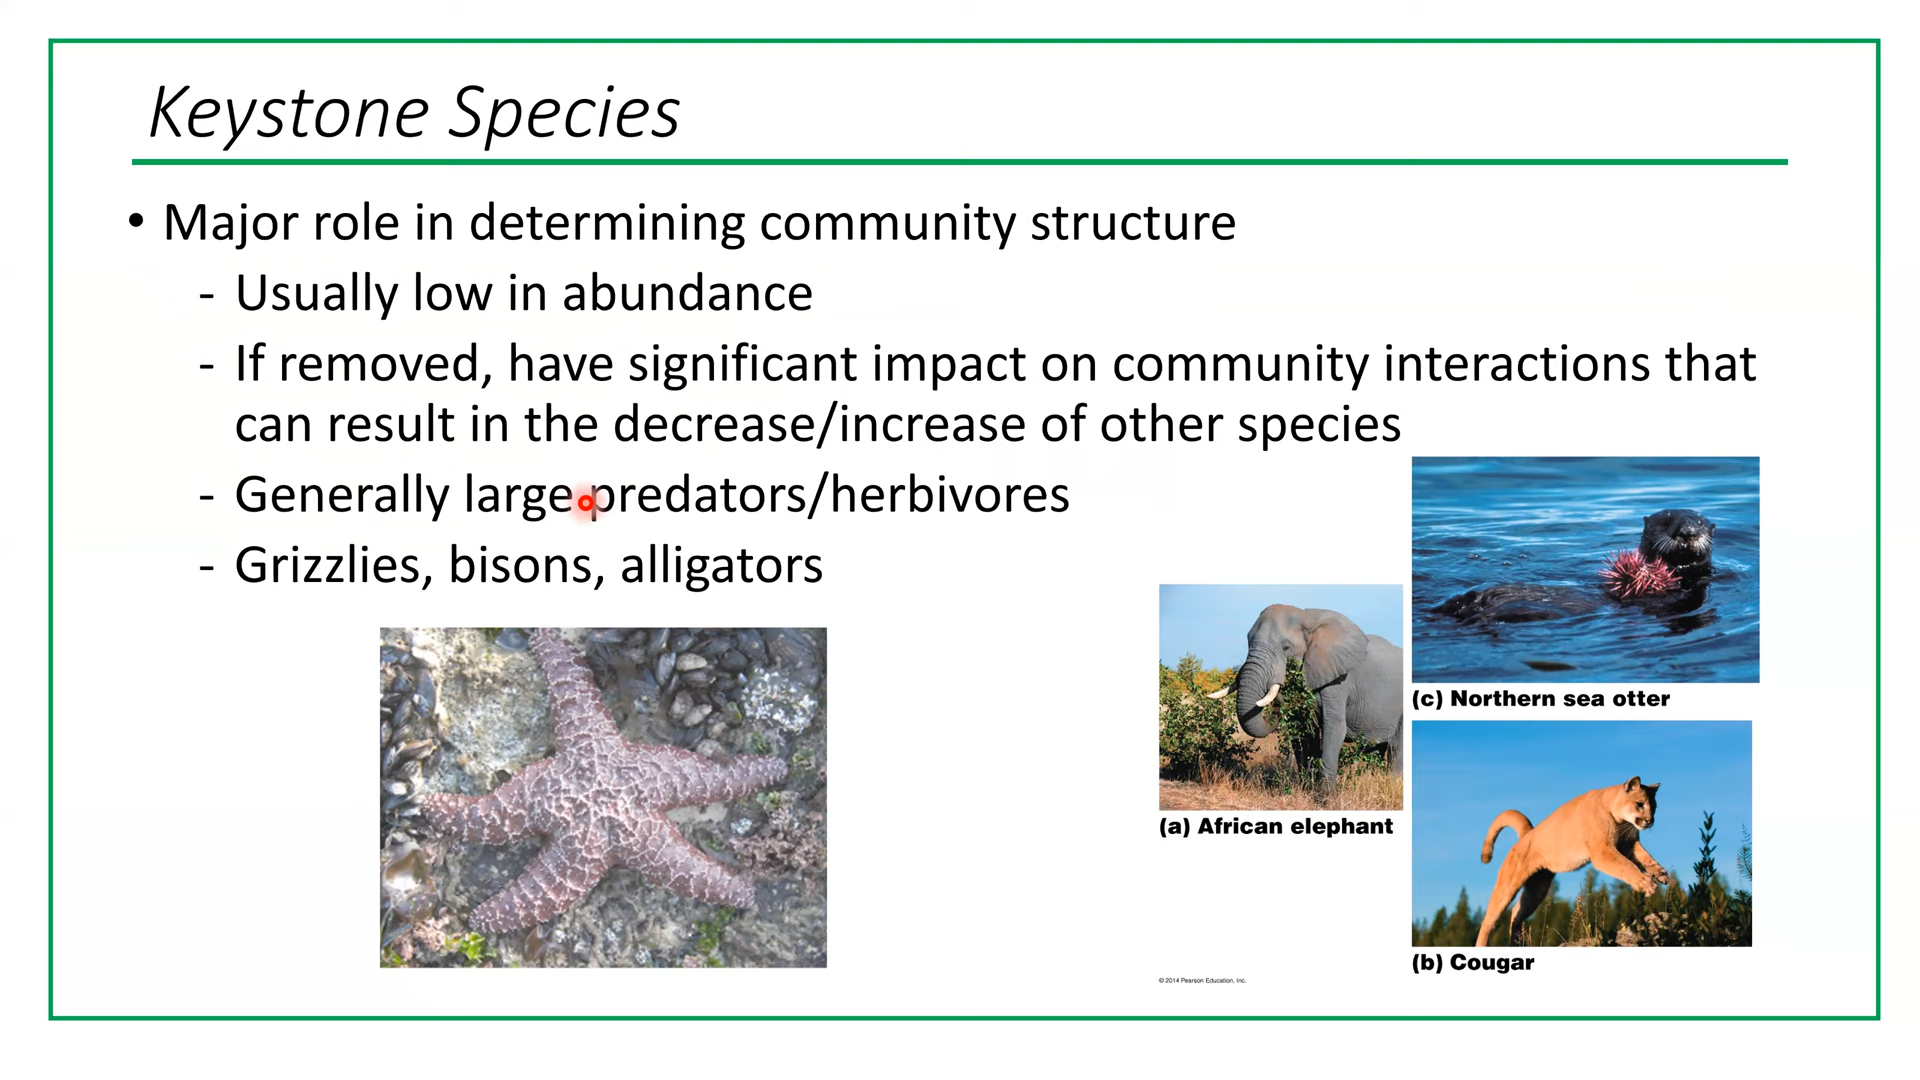 Keystone Species
• Major role in determining community structure
- Usually low in abundance
- If removed, have significant impact on community interactions that
can result in the decrease/increase of other species
- Generally large predators/herbivores
- Grizzlies, bisons, alligators
(c) Northern sea otter
(a) African elephant
(b) Cougar
© 2014 Pearson Education, Inc.